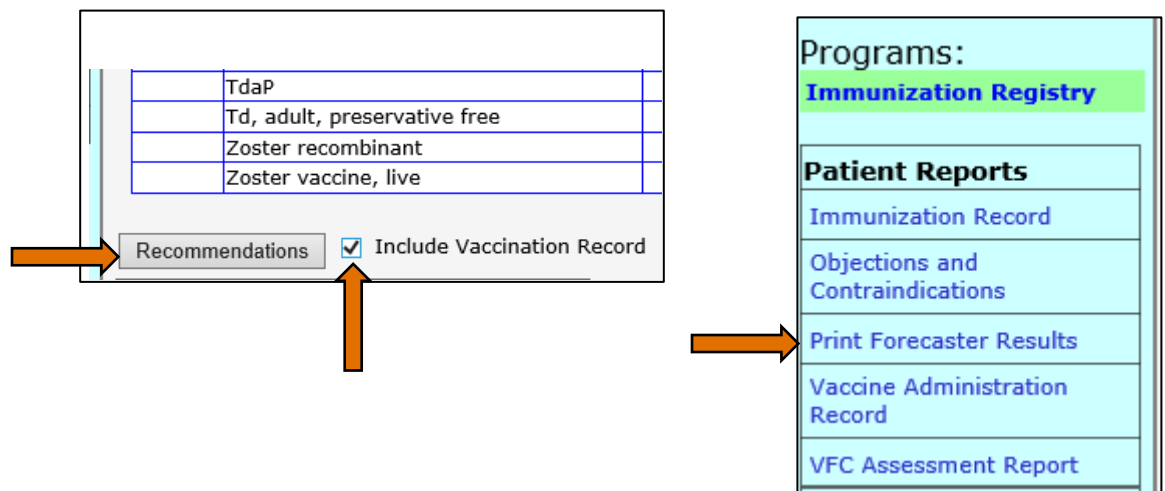 TdaP
Td, adult, preservative free
Zoster recombinant
Zoster vaccine, live
Recommendations
Include Vaccination Record
Programs:
Immunization Registry
Patient Reports
Immunization Record
Objections and
Contraindications
Print Forecaster Results
Vaccine Administration
Record
VFC Assessment Report